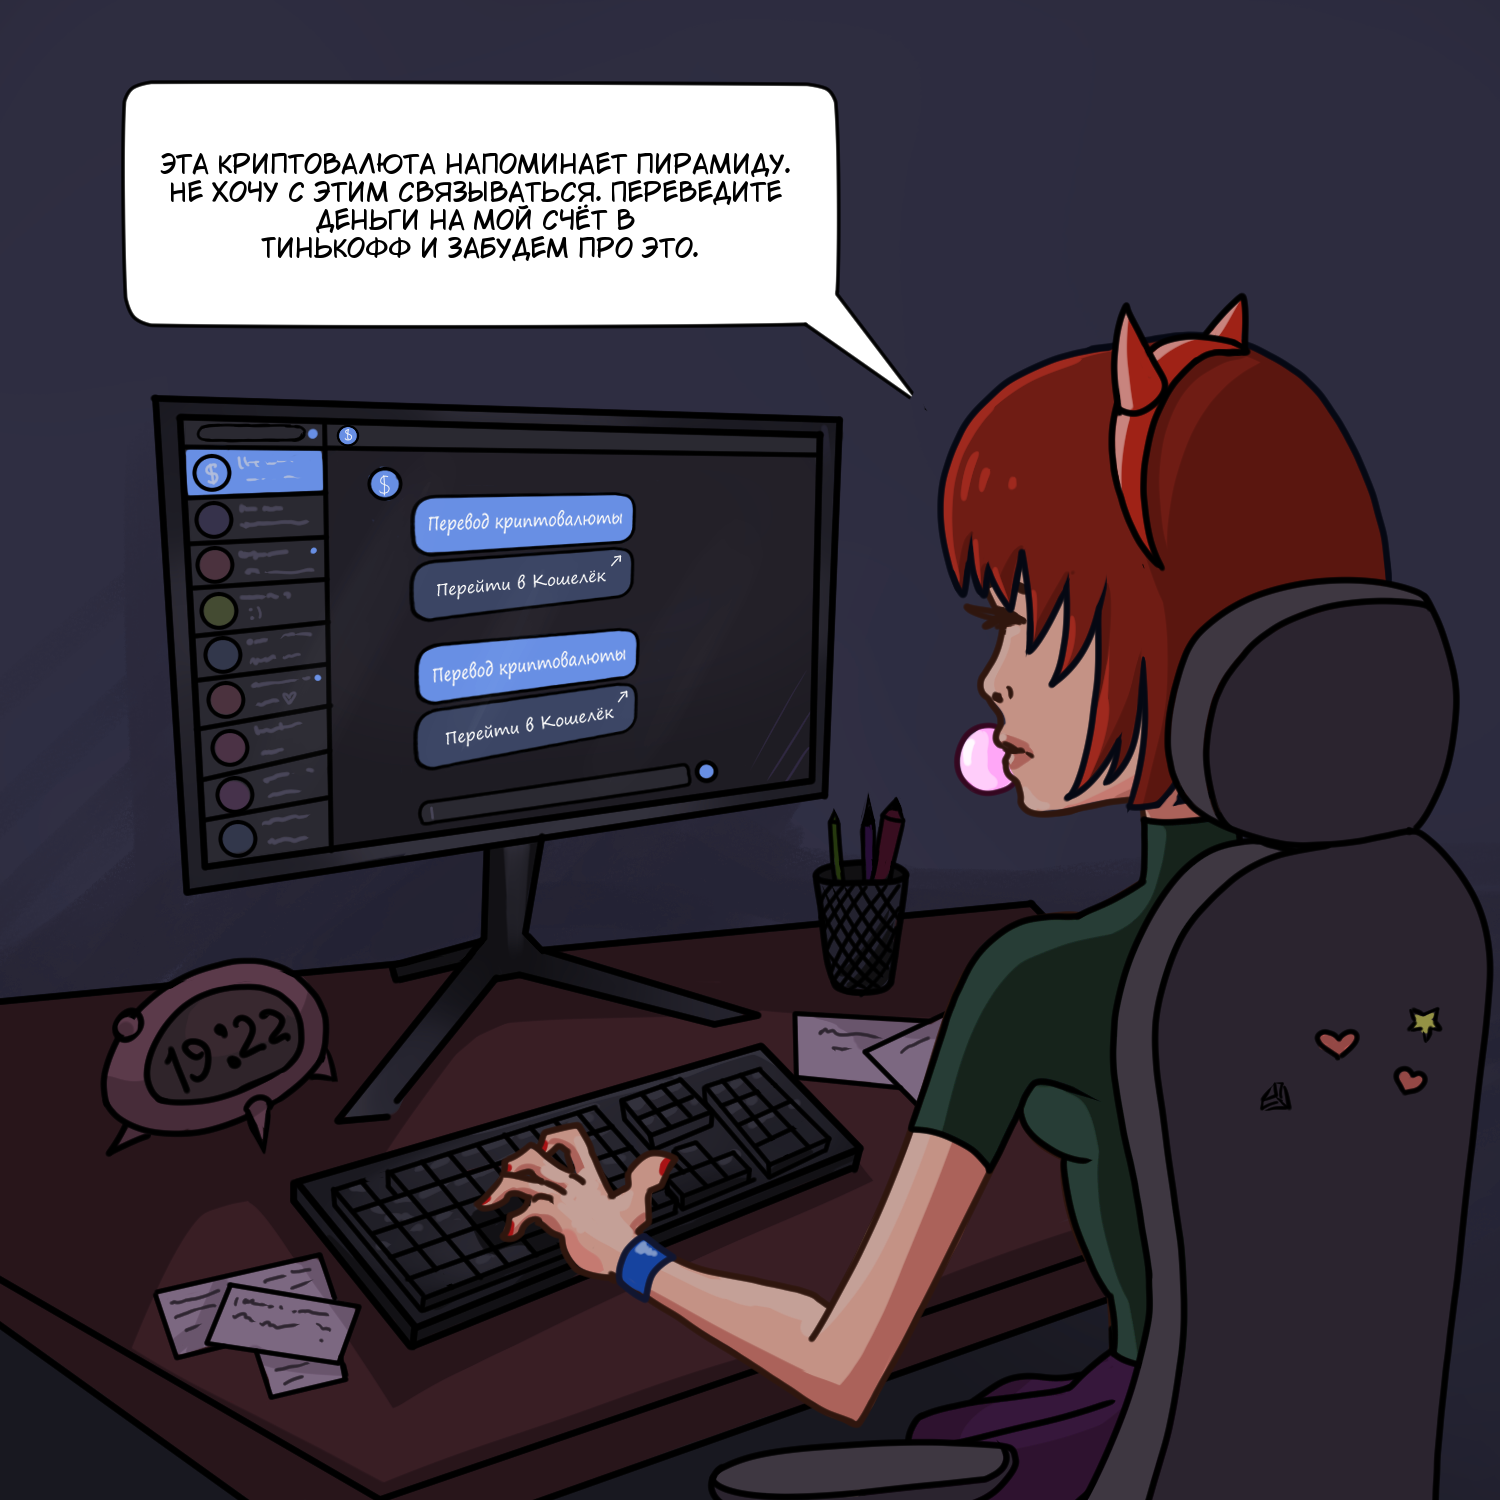 ЭТА КРИПТОВАЛЮТА НАПОМИНАЕТ ПИРАМИДУ.
НЕ ХОЧУ С ЭТИМ СВЯЗЫВАТЬСЯ. ПЕРЕВЕДИТЕ
ДЕНЬГИ НА МОЙ СЧЁТ В
ТИНЬКОФФ И ЗАБУДЕМ ПРО ЭТО.
$
$
$
Перевод криптовалюты
Перейти в Кошелёк
:)
Перевод криптовалюты
Перейти в Кошелёк
19:22